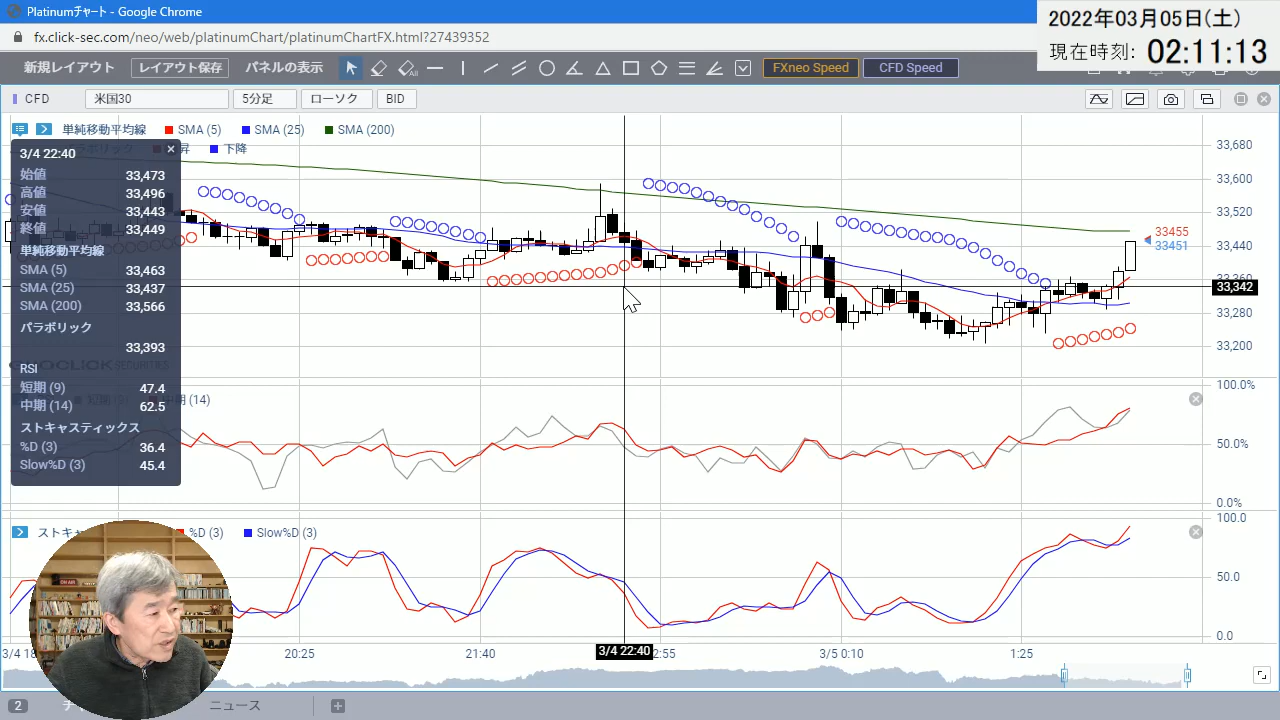 Platinumチャート - Google Chrome
2022年03月05日(土)
現在時刻: 02:11:13
fx.click-sec.com/neo/web/platinumChart/platinumChartFX.html?27439352
新規レイアウト レイアウト保存 パネルの表示 All FXneo Speed CFD Speed
CFD 米国30 5分足 ローソク BID
単純移動平均線 SMA (5) SMA (25) SMA (200)
下降
3/4 22:40
始値 33,473
高値 33,496
安値 33,443
終値 33,449
単純移動平均線
SMA (5) 33,463
SMA (25) 33,437
SMA (200) 33,566
パラボリック
33,393
RSI
短期 (9) 47.4
中期 (14) 62.5
ストキャスティックス
%D (3) 36.4
Slow%D (3) 45.4
33,680
33,600
33,520
33455
33,440
33451
33,342
33,280
33,200
100.0%
50.0%
0.0%
%D (3) Slow%D (3)
100.0
50.0
0.0
20:25 21:40 3/4 22:40 3/5 0:10 1:25
2 ニュース